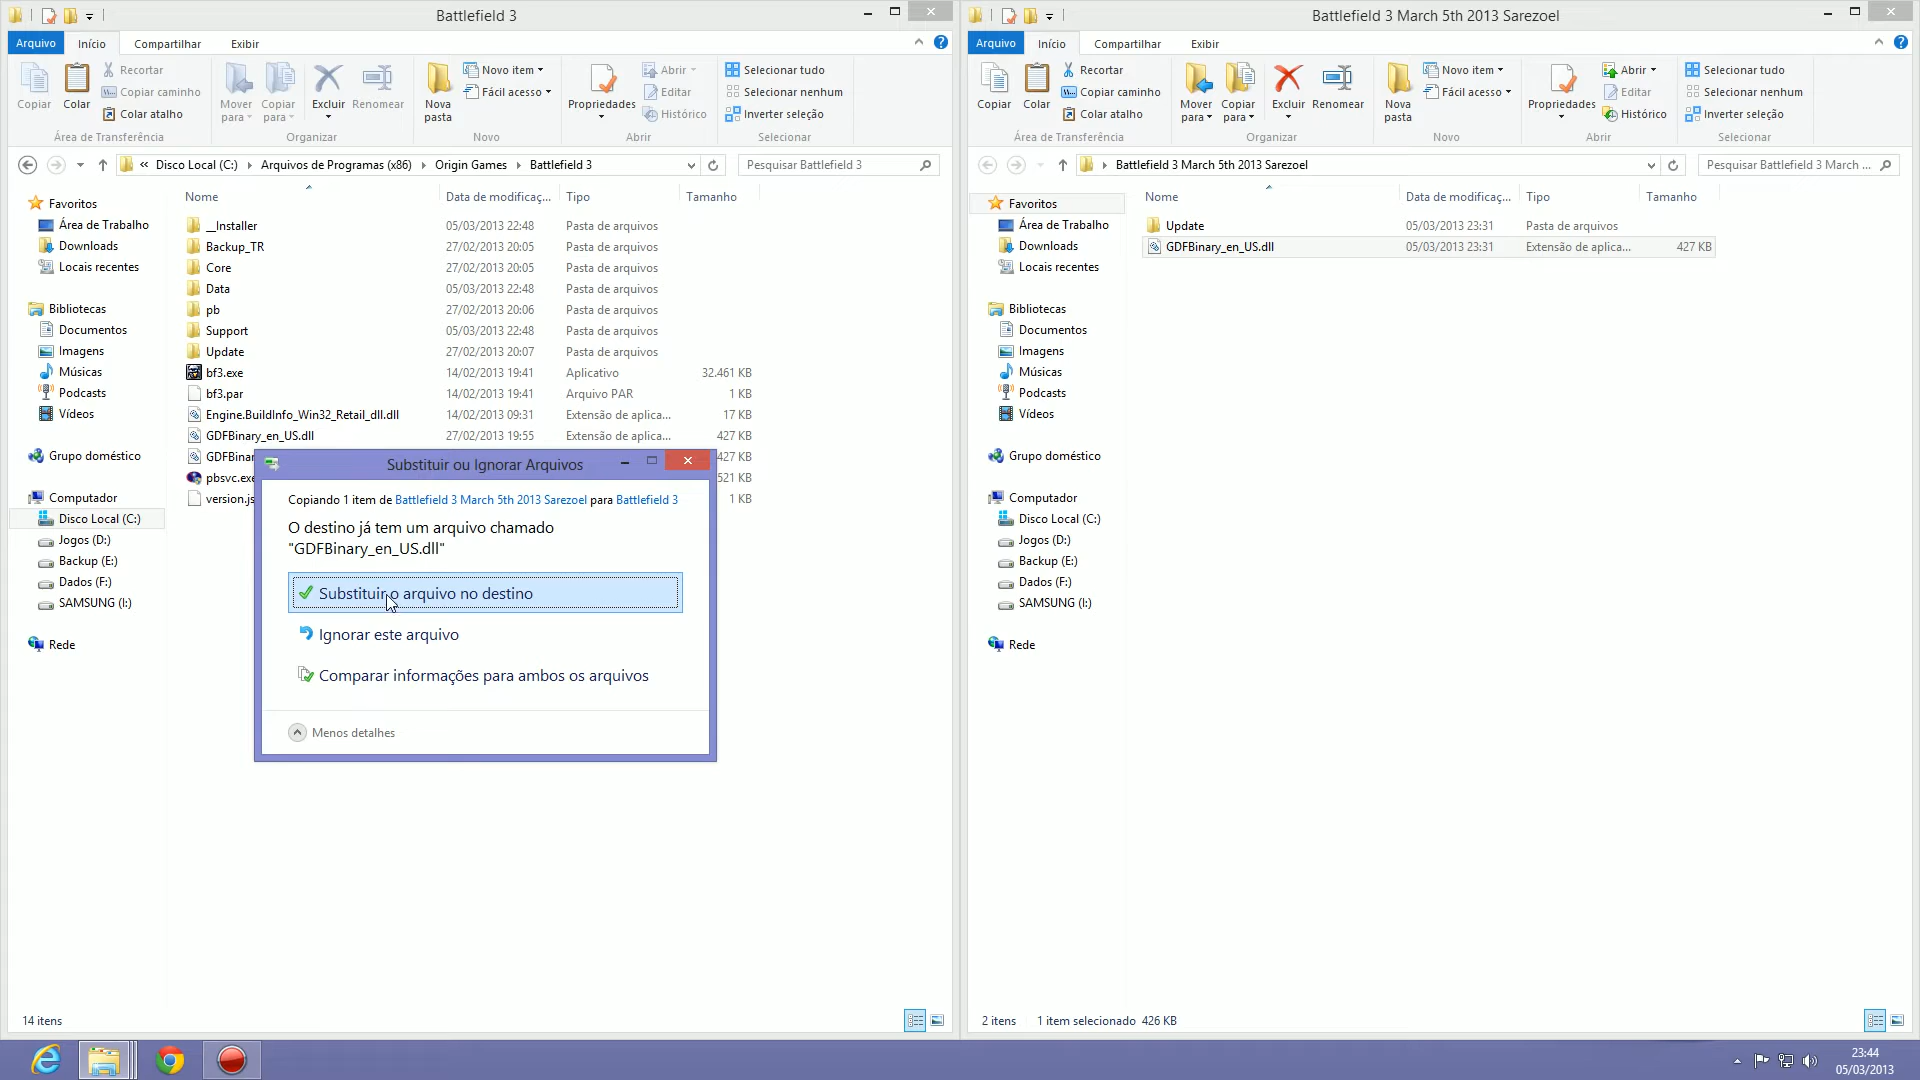 Battlefield 3
Arquivo Início Compartilhar Exibir
Copiar
Colar
Recortar
Copiar caminho
Colar atalho
Área de Transferência
Mover para
Copiar para
Excluir
Renomear
Organizar
Nova pasta
Novo item
Fácil acesso
Novo
Propriedades
Abrir
Editar
Histórico
Abrir
Selecionar tudo
Selecionar nenhum
Inverter seleção
Selecionar
« Disco Local (C:) Arquivos de Programas (x86) Origin Games Battlefield 3
Pesquisar Battlefield 3
Favoritos
Área de Trabalho
Downloads
Locais recentes
Bibliotecas
Documentos
Imagens
Músicas
Podcasts
Vídeos
Grupo doméstico
Computador
Disco Local (C:)
Jogos (D:)
Backup (E:)
Dados (F:)
SAMSUNG (I:)
Rede
Nome Data de modificaç... Tipo Tamanho
__Installer 05/03/2013 22:48 Pasta de arquivos
Backup_TR 27/02/2013 20:05 Pasta de arquivos
Core 27/02/2013 20:05 Pasta de arquivos
Data 05/03/2013 22:48 Pasta de arquivos
pb 27/02/2013 20:06 Pasta de arquivos
Support 05/03/2013 22:48 Pasta de arquivos
Update 27/02/2013 20:07 Pasta de arquivos
bf3.exe 14/02/2013 19:41 Aplicativo 32.461 KB
bf3.par 14/02/2013 19:41 Arquivo PAR 1 KB
Engine.BuildInfo_Win32_Retail_dll.dll 14/02/2013 09:31 Extensão de aplica... 17 KB
GDFBinary_en_US.dll 27/02/2013 19:55 Extensão de aplica... 427 KB
GDFBinar 427 KB
pbsvc.exe 521 KB
version.js 1 KB
Substituir ou Ignorar Arquivos
Copiando 1 item de Battlefield 3 March 5th 2013 Sarezoel para Battlefield 3
O destino já tem um arquivo chamado
"GDFBinary_en_US.dll"
Substituir o arquivo no destino
Ignorar este arquivo
Comparar informações para ambos os arquivos
Menos detalhes
14 itens
Battlefield 3 March 5th 2013 Sarezoel
Arquivo Início Compartilhar Exibir
Copiar
Colar
Recortar
Copiar caminho
Colar atalho
Área de Transferência
Mover para
Copiar para
Excluir
Renomear
Organizar
Nova pasta
Novo item
Fácil acesso
Novo
Propriedades
Abrir
Editar
Histórico
Abrir
Selecionar tudo
Selecionar nenhum
Inverter seleção
Selecionar
Battlefield 3 March 5th 2013 Sarezoel
Pesquisar Battlefield 3 March ...
Favoritos
Área de Trabalho
Downloads
Locais recentes
Bibliotecas
Documentos
Imagens
Músicas
Podcasts
Vídeos
Grupo doméstico
Computador
Disco Local (C:)
Jogos (D:)
Backup (E:)
Dados (F:)
SAMSUNG (I:)
Rede
Nome Data de modificaç... Tipo Tamanho
Update 05/03/2013 23:31 Pasta de arquivos
GDFBinary_en_US.dll 05/03/2013 23:31 Extensão de aplica... 427 KB
2 itens 1 item selecionado 426 KB
23:44
05/03/2013